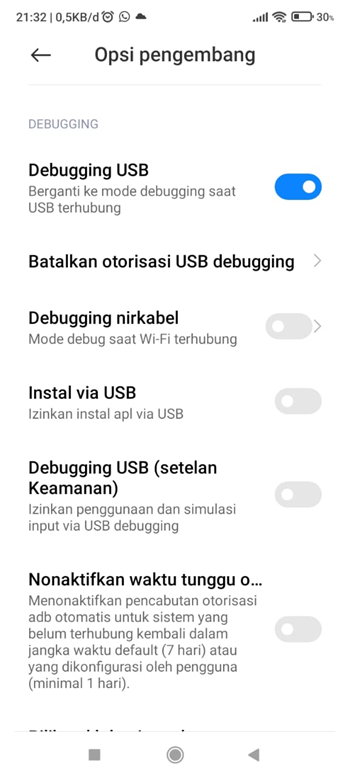 21:32 | 0,5KB/d
30%
Opsi pengembang
DEBUGGING
Debugging USB
Berganti ke mode debugging saat
USB terhubung
Batalkan otorisasi USB debugging
Debugging nirkabel
Mode debug saat Wi-Fi terhubung
Instal via USB
Izinkan instal apl via USB
Debugging USB (setelan
Keamanan)
Izinkan penggunaan dan simulasi
input via USB debugging
Nonaktifkan waktu tunggu o...
Menonaktifkan pencabutan otorisasi
adb otomatis untuk sistem yang
belum terhubung kembali dalam
jangka waktu default (7 hari) atau
yang dikonfigurasi oleh pengguna
(minimal 1 hari).